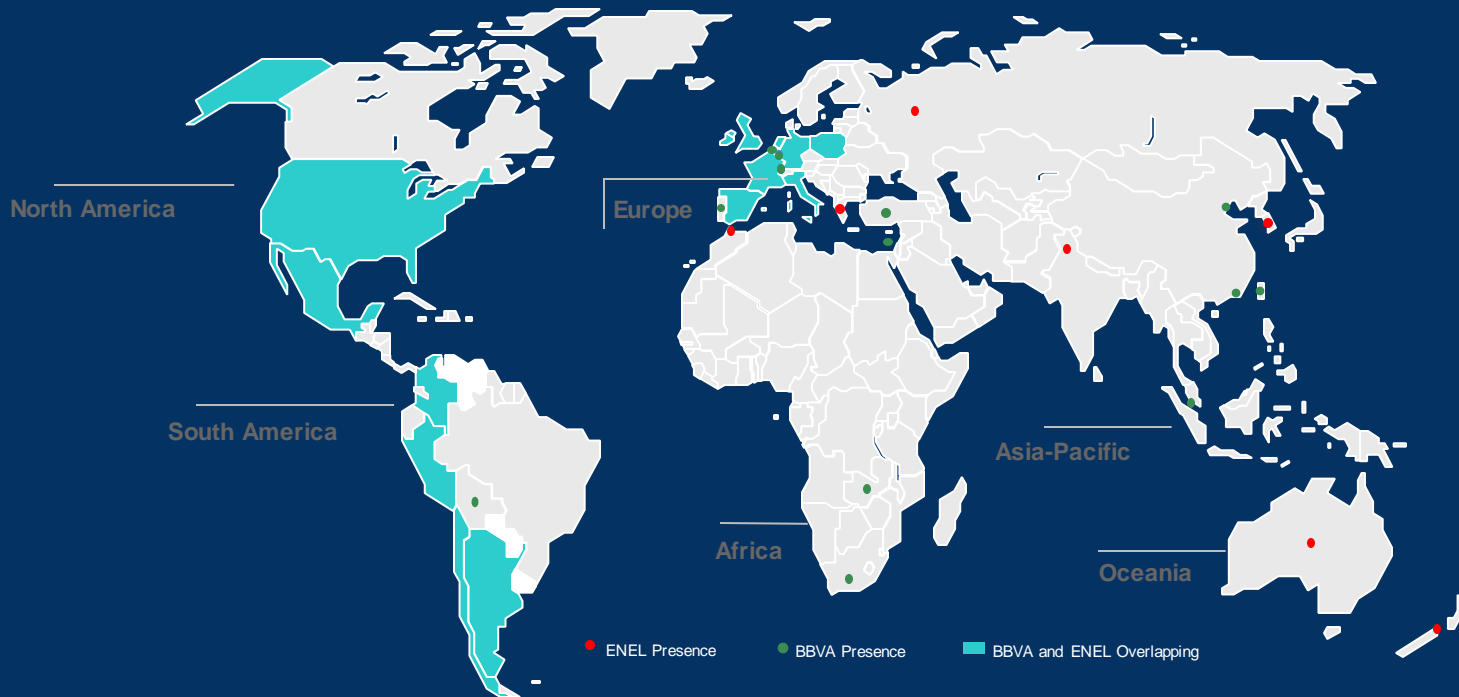 North America
Europe
South America
Asia-Pacific
Africa
Oceania
ENEL Presence
BBVA Presence
BBVA and ENEL Overlapping